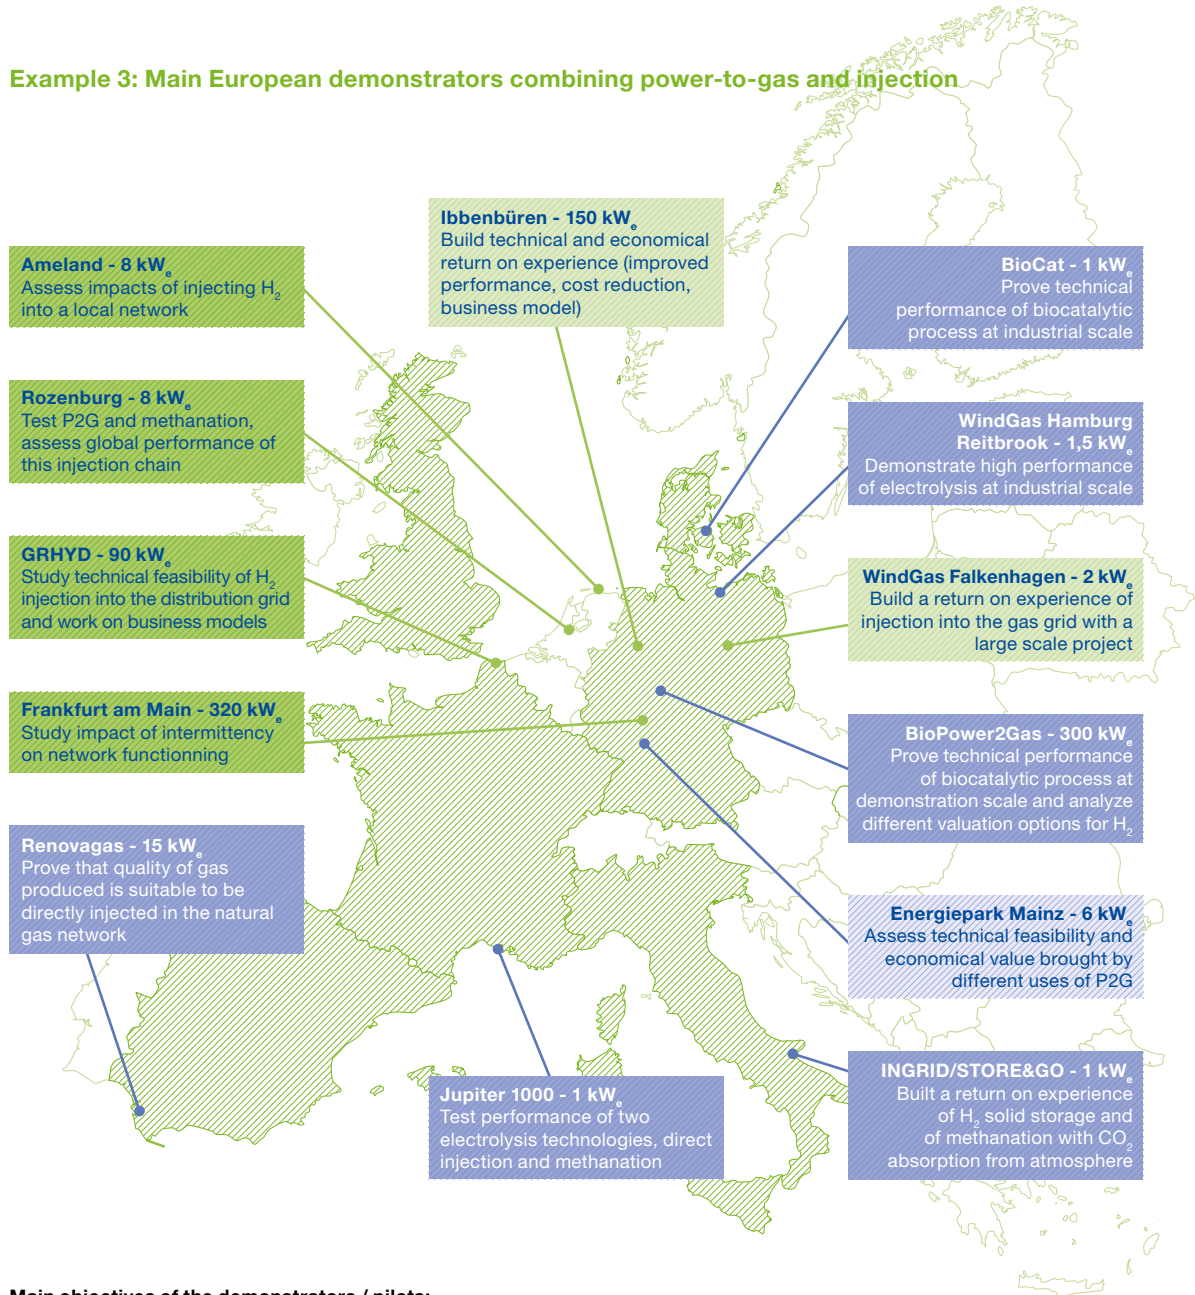 Example 3: Main European demonstrators combining power-to-gas and injection
Ibbenbüren - 150 kWe
Build technical and economical
return on experience (improved
performance, cost reduction,
business model)
Ameland - 8 kWe
Assess impacts of injecting H2
into a local network
BioCat - 1 kWe
Prove technical
performance of biocatalytic
process at industrial scale
Rozenburg - 8 kWe
Test P2G and methanation,
assess global performance of
this injection chain
WindGas Hamburg
Reitbrook - 1,5 kWe
Demonstrate high performance
of electrolysis at industrial scale
GRHYD - 90 kWe
Study technical feasibility of H2
injection into the distribution grid
and work on business models
WindGas Falkenhagen - 2 kWe
Build a return on experience of
injection into the gas grid with a
large scale project
Frankfurt am Main - 320 kWe
Study impact of intermittency
on network functionning
BioPower2Gas - 300 kWe
Prove technical performance
of biocatalytic process at
demonstration scale and analyze
different valuation options for H2
Renovagas - 15 kWe
Prove that quality of gas
produced is suitable to be
directly injected in the natural
gas network
Energiepark Mainz - 6 kWe
Assess technical feasibility and
economical value brought by
different uses of P2G
Jupiter 1000 - 1 kWe
Test performance of two
electrolysis technologies, direct
injection and methanation
INGRID/STORE&GO - 1 kWe
Built a return on experience
of H2 solid storage and
of methanation with CO2
absorption from atmosphere
Main objectives of the demonstrators / pilots: